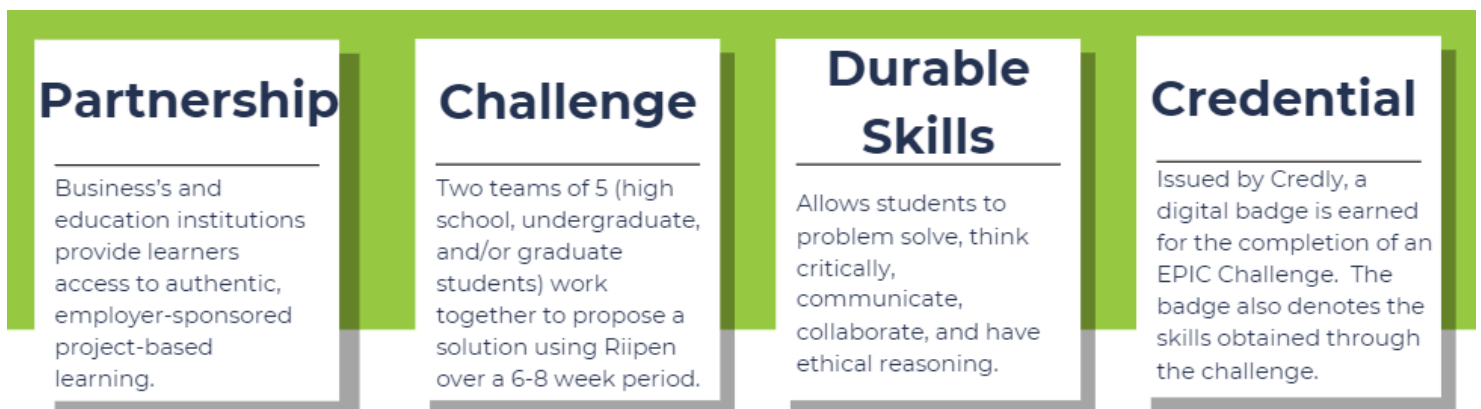 Partnership
Business's and
education institutions
provide learners
access to authentic,
employer-sponsored
project-based
learning.
Challenge
Two teams of 5 (high
school, undergraduate,
and/or graduate
students) work
together to propose a
solution using Riipen
over a 6-8 week period.
Durable
Skills
Allows students to
problem solve, think
critically,
communicate,
collaborate, and have
ethical reasoning.
Credential
Issued by Credly, a
digital badge is earned
for the completion of an
EPIC Challenge.  The
badge also denotes the
skills obtained through
the challenge.